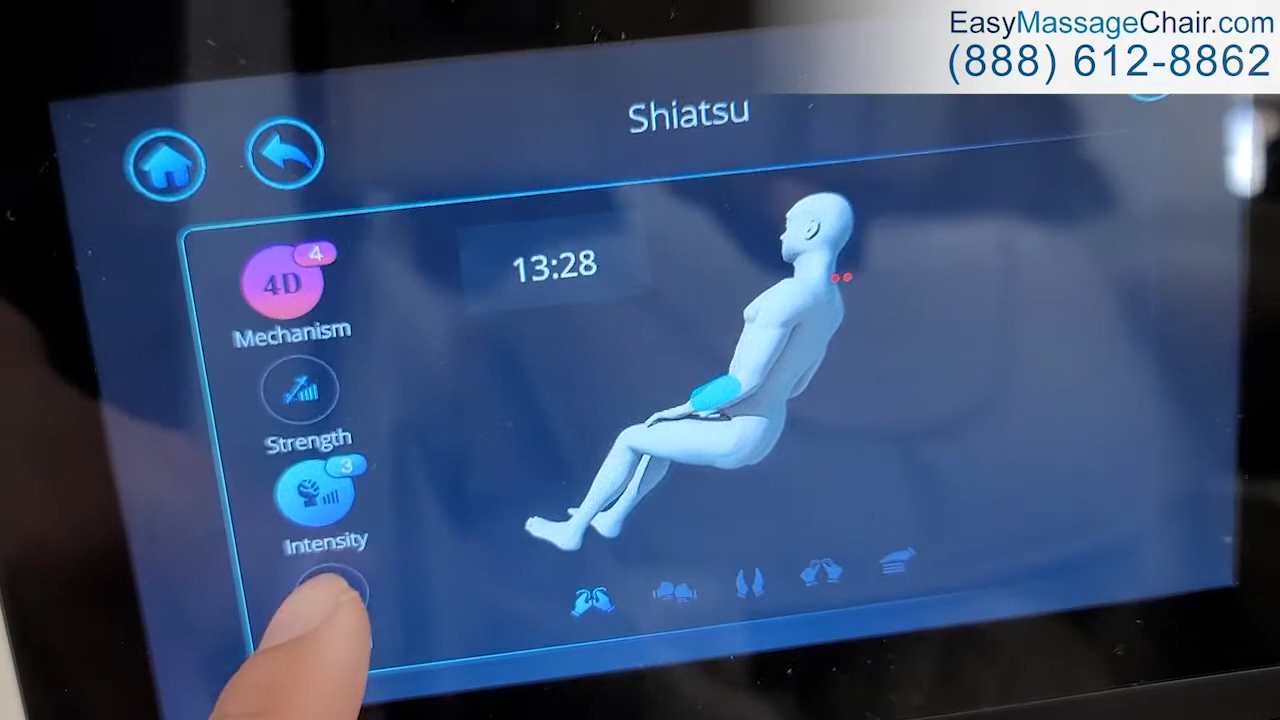 EasyMassageChair.com
(888) 612-8862
Shiatsu
13:28
4
4D
Mechanism
Strength
3
Intensity